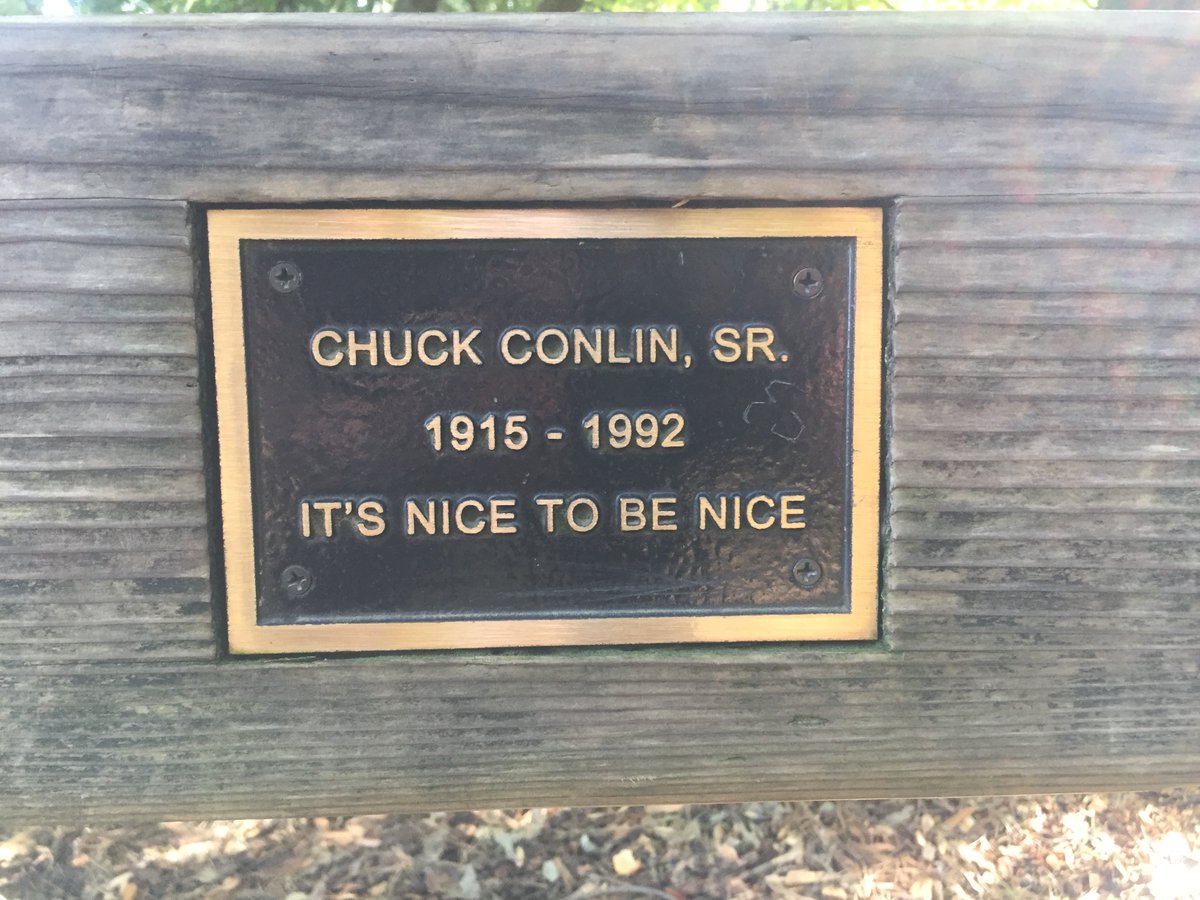 CHUCK CONLIN, SR.
1915 - 1992
IT'S NICE TO BE NICE